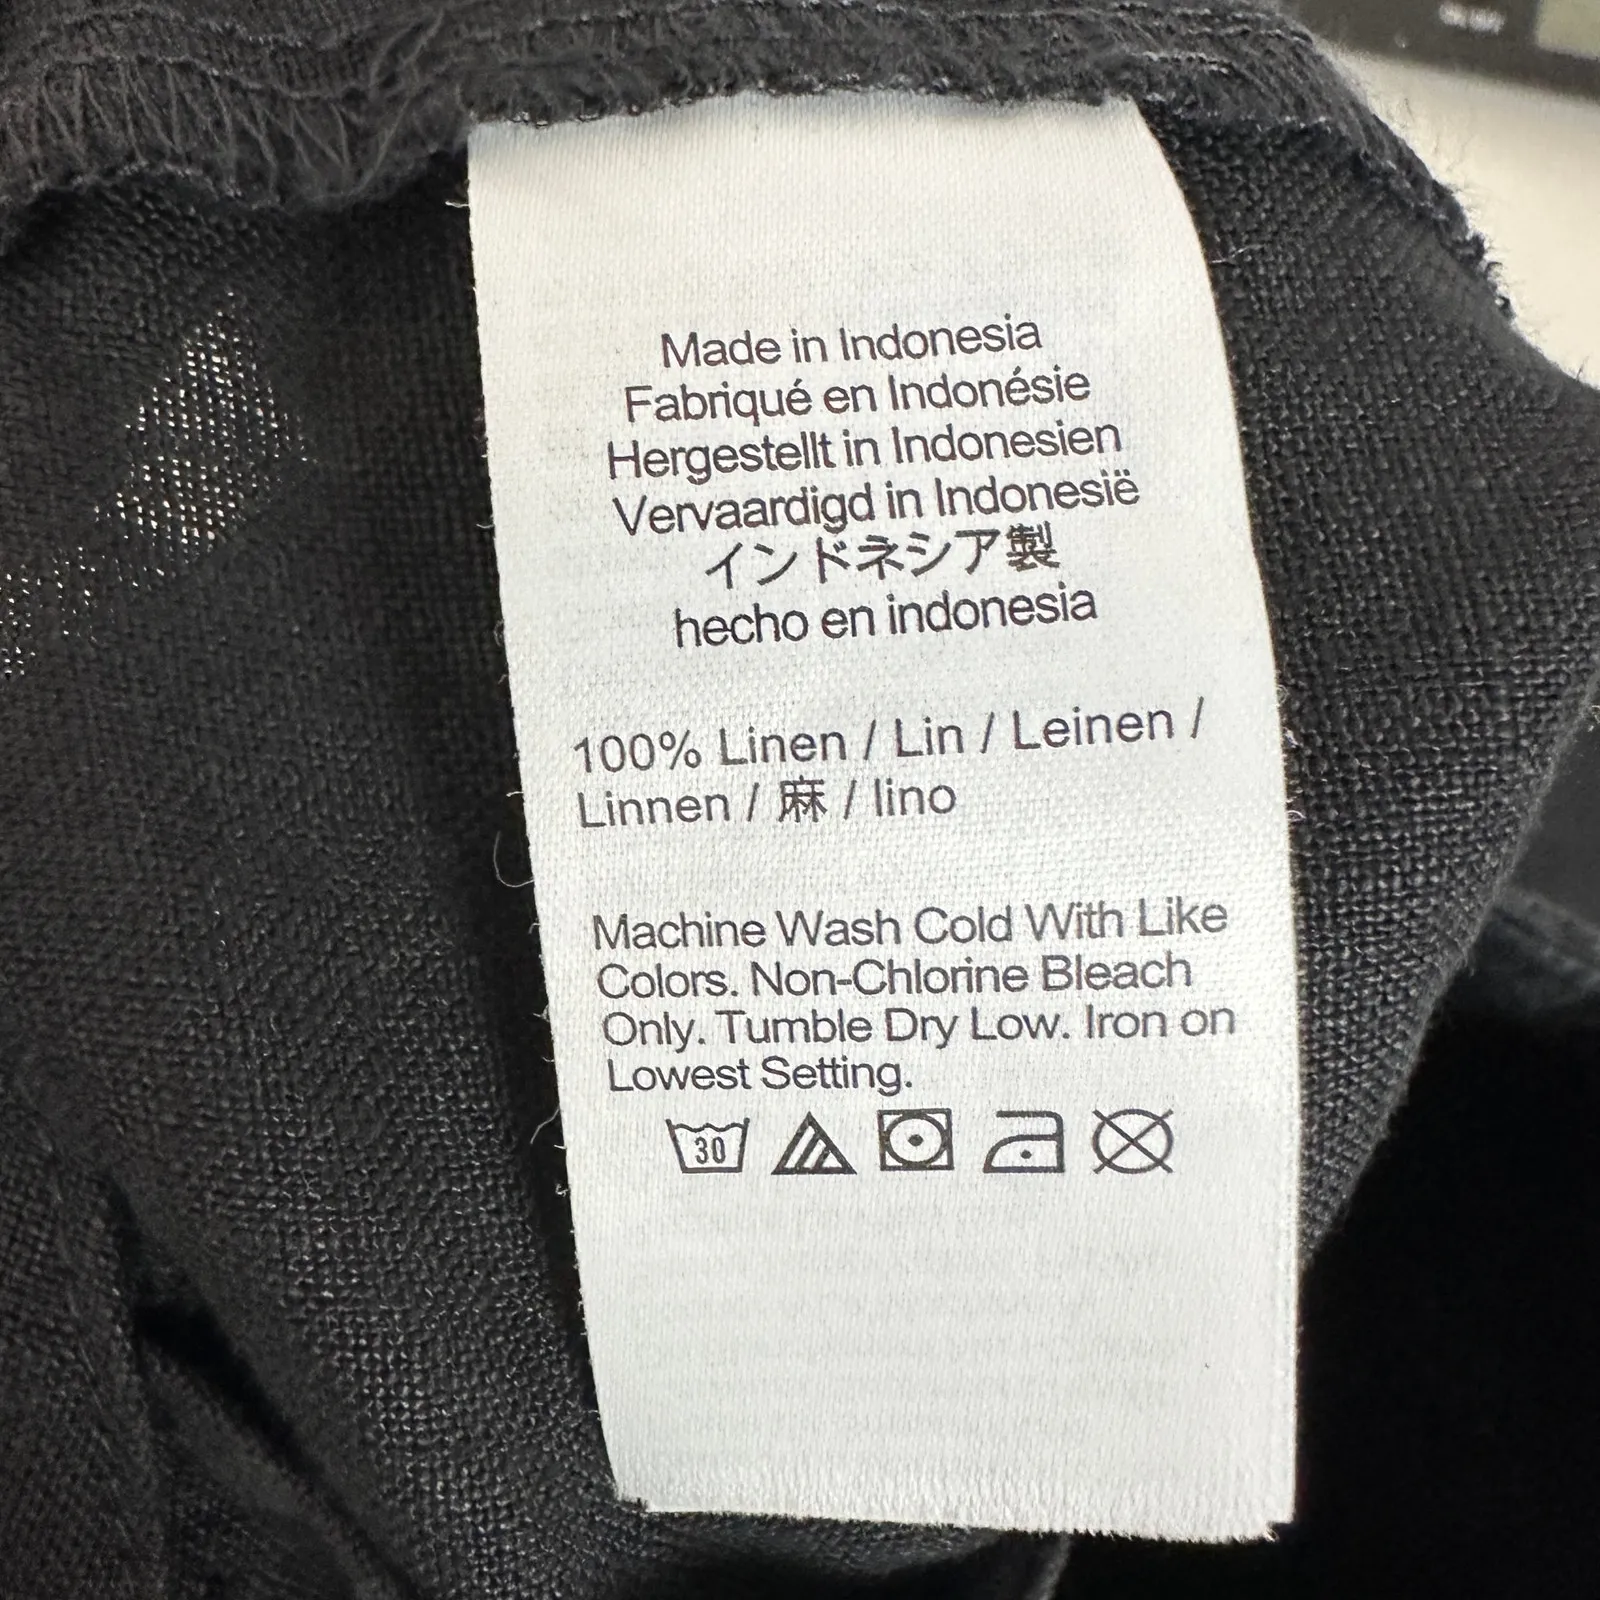 Made in Indonesia
Fabriqué en Indonésie
Hergestellt in Indonesien
Vervaardigd in Indonesië
インドネシア製
hecho en indonesia
100% Linen / Lin / Leinen /
Linnen / 麻 / lino
Machine Wash Cold With Like
Colors. Non-Chlorine Bleach
Only. Tumble Dry Low. Iron on
Lowest Setting.
30